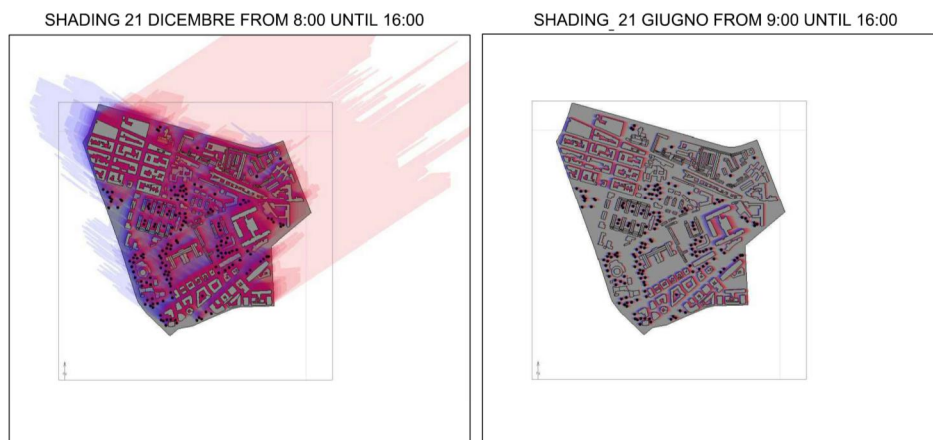 SHADING 21 DICEMBRE FROM 8:00 UNTIL 16:00
SHADING_21 GIUGNO FROM 9:00 UNTIL 16:00